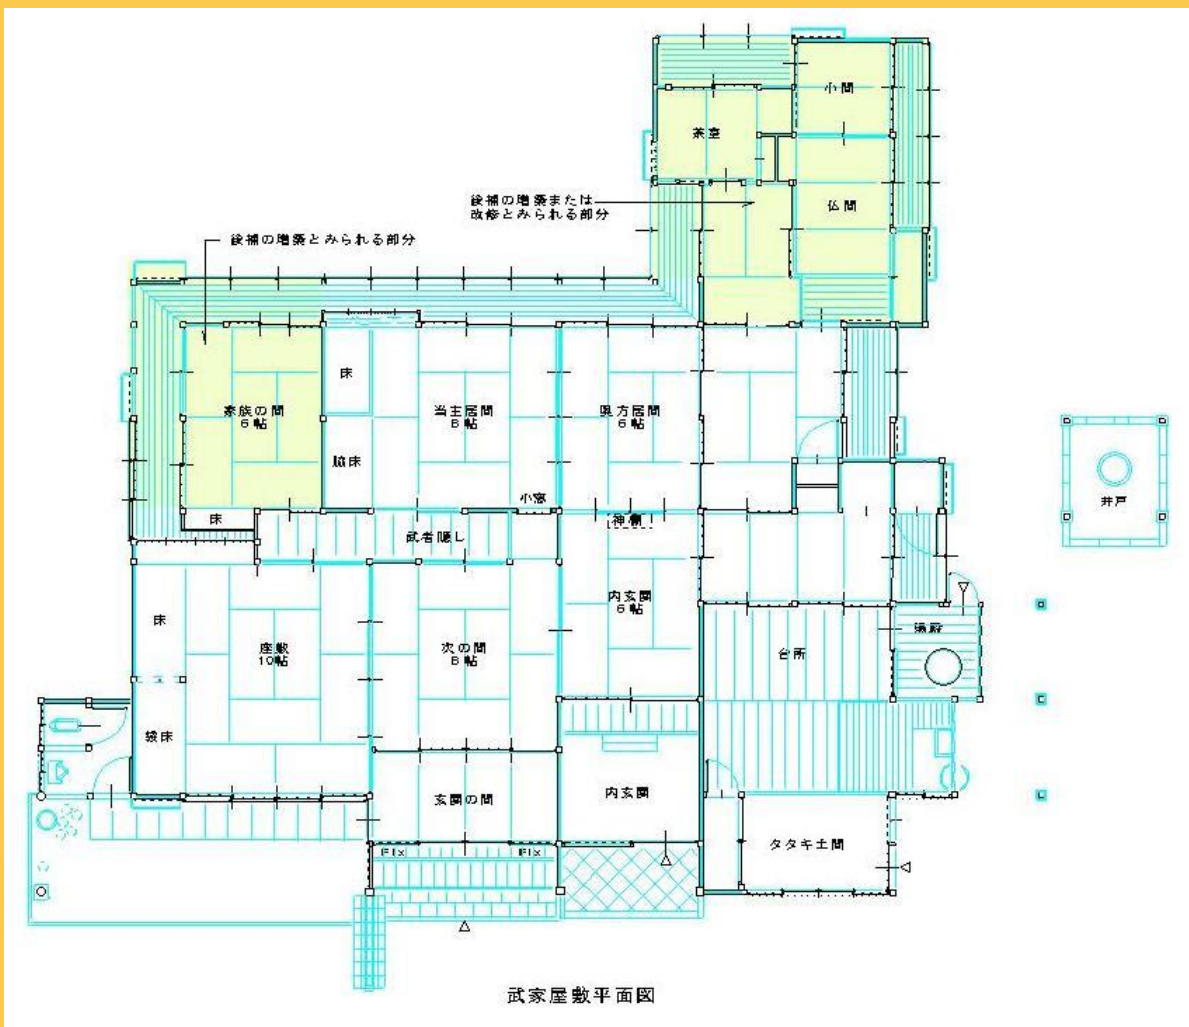 小間
茶室
後補の増築または
改修とみられる部分
仏間
後補の増築とみられる部分
床
家族の間
6帖
当主居間
8帖
奥方居間
6帖
脇床
小窓
床
神棚
武者隠し
井戸
内玄関
6帖
床
座敷
10帖
次の間
8帖
台所
湯殿
袋床
玄関の間
内玄関
タタキ土間
Fix
Fix
武家屋敷平面図